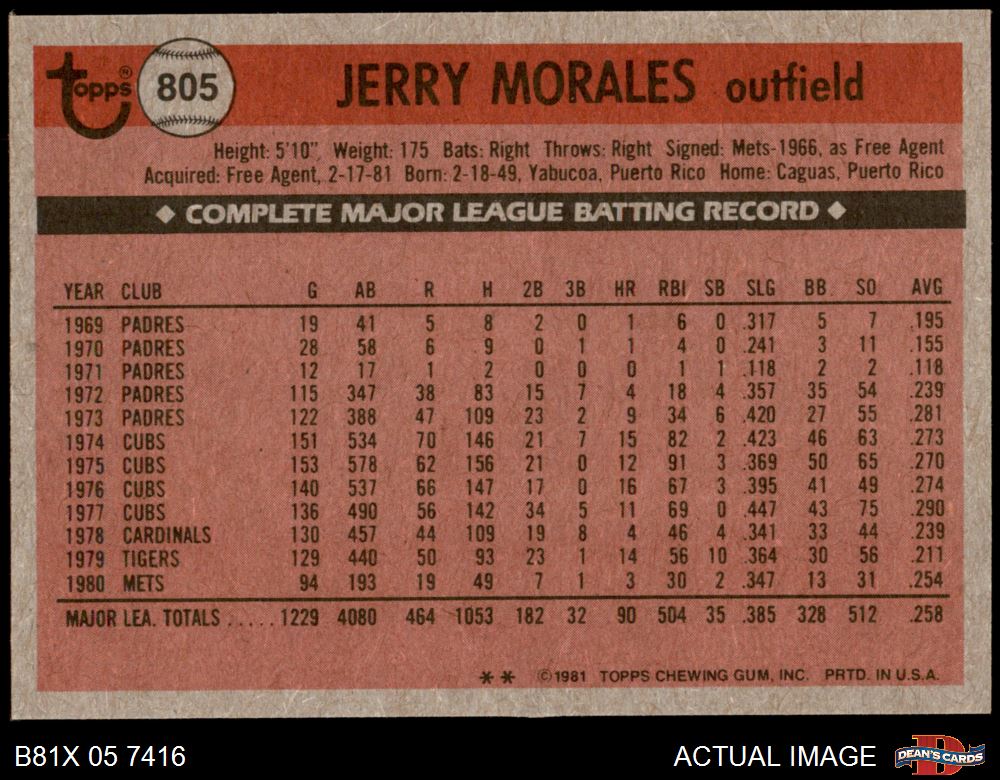 topps® 805 JERRY MORALES outfield
Height: 5'10" Weight: 175 Bats: Right Throws: Right Signed: Mets-1966, as Free Agent
Acquired: Free Agent, 2-17-81 Born: 2-18-49, Yabucoa, Puerto Rico Home: Caguas, Puerto Rico
◆ COMPLETE MAJOR LEAGUE BATTING RECORD ◆
YEAR CLUB G AB R H 2B 3B HR RBI SB SLG BB SO AVG
1969 PADRES 19 41 5 8 2 0 1 6 0 .317 5 7 .195
1970 PADRES 28 58 6 9 0 1 1 4 0 .241 3 11 .155
1971 PADRES 12 17 1 2 0 0 0 1 1 .118 2 2 .118
1972 PADRES 115 347 38 83 15 7 4 18 4 .357 35 54 .239
1973 PADRES 122 388 47 109 23 2 9 34 6 .420 27 55 .281
1974 CUBS 151 534 70 146 21 7 15 82 2 .423 46 63 .273
1975 CUBS 153 578 62 156 21 0 12 91 3 .369 50 65 .270
1976 CUBS 140 537 66 147 17 0 16 67 3 .395 41 49 .274
1977 CUBS 136 490 56 142 34 5 11 69 0 .447 43 75 .290
1978 CARDINALS 130 457 44 109 19 8 4 46 4 .341 33 44 .239
1979 TIGERS 129 440 50 93 23 1 14 56 10 .364 30 56 .211
1980 METS 94 193 19 49 7 1 3 30 2 .347 13 31 .254
MAJOR LEA. TOTALS ..... 1229 4080 464 1053 182 32 90 504 35 .385 328 512 .258
** ©1981 TOPPS CHEWING GUM, INC. PRTD. IN U.S.A.
B81X 05 7416 ACTUAL IMAGE D DEAN'S CARDS